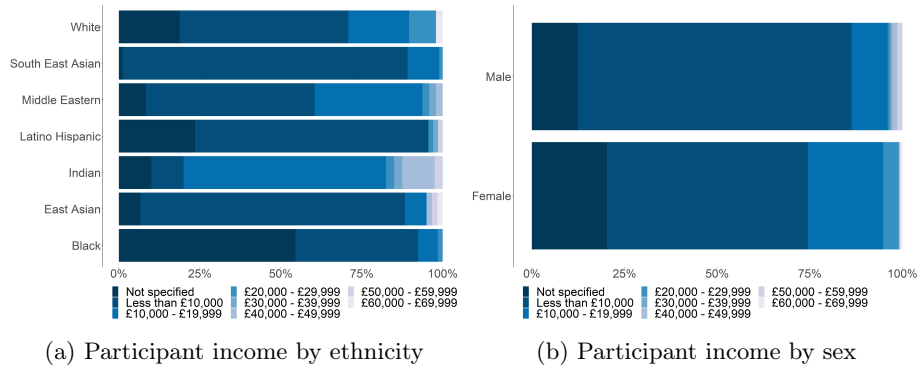 White
South East Asian
Middle Eastern
Latino Hispanic
Indian
East Asian
Black
0% 25% 50% 75% 100%
Not specified £20,000 - £29,999 £50,000 - £59,999
Less than £10,000 £30,000 - £39,999 £60,000 - £69,999
£10,000 - £19,999 £40,000 - £49,999
(a) Participant income by ethnicity
Male
Female
0% 25% 50% 75% 100%
Not specified £20,000 - £29,999 £50,000 - £59,999
Less than £10,000 £30,000 - £39,999 £60,000 - £69,999
£10,000 - £19,999 £40,000 - £49,999
(b) Participant income by sex